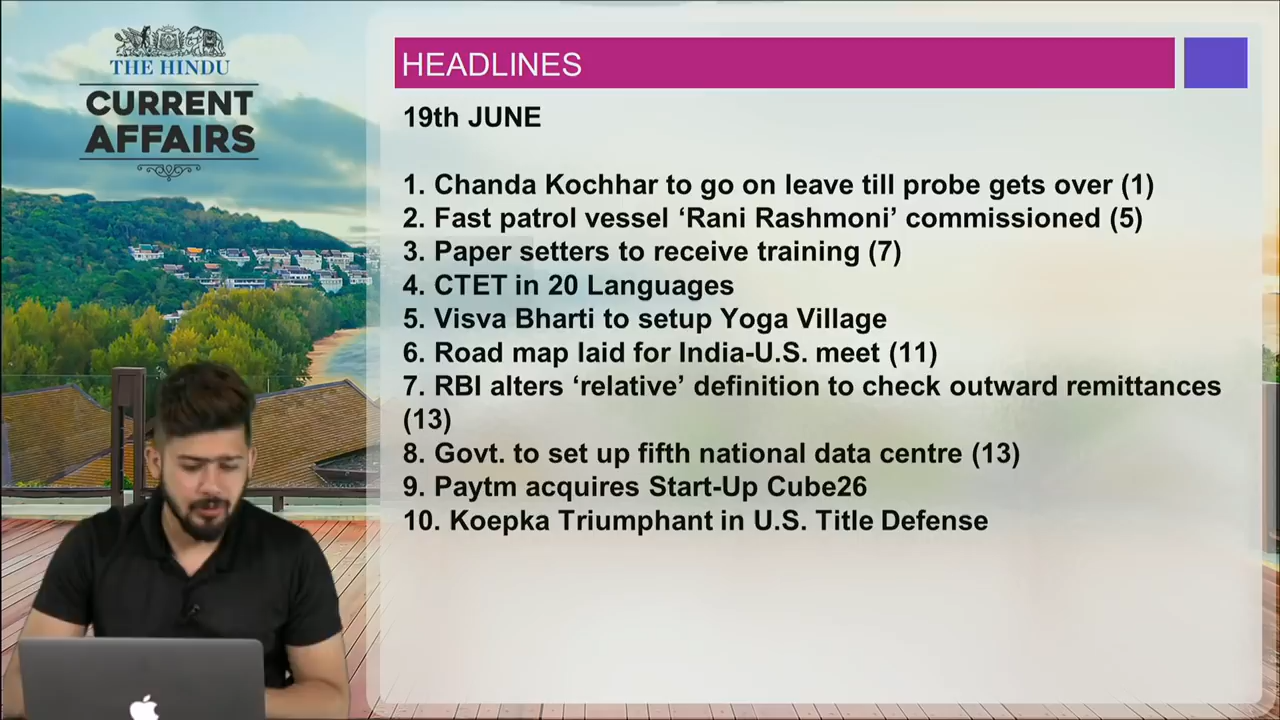 THE HINDU
CURRENT
AFFAIRS
HEADLINES
19th JUNE
1. Chanda Kochhar to go on leave till probe gets over (1)
2. Fast patrol vessel ‘Rani Rashmoni’ commissioned (5)
3. Paper setters to receive training (7)
4. CTET in 20 Languages
5. Visva Bharti to setup Yoga Village
6. Road map laid for India-U.S. meet (11)
7. RBI alters ‘relative’ definition to check outward remittances
(13)
8. Govt. to set up fifth national data centre (13)
9. Paytm acquires Start-Up Cube26
10. Koepka Triumphant in U.S. Title Defense